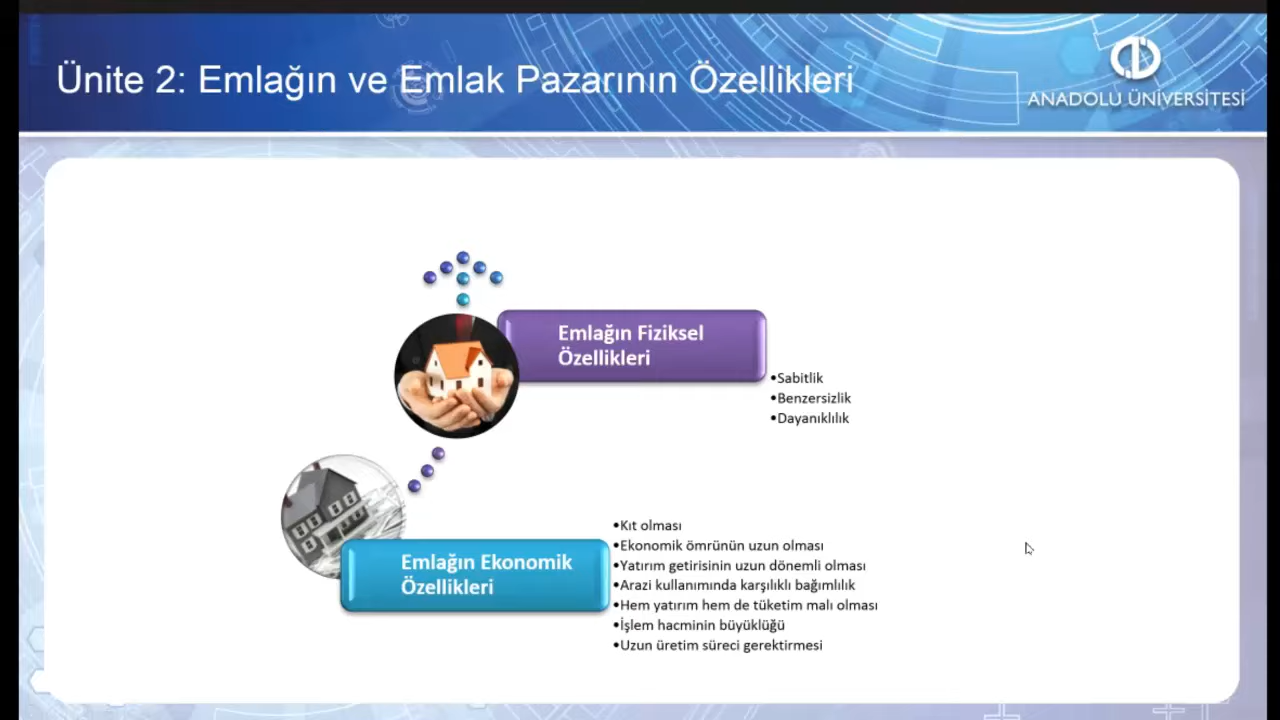 Ünite 2: Emlağın ve Emlak Pazarının Özellikleri
ANADOLU ÜNİVERSİTESİ
Emlağın Fiziksel
Özellikleri
•Sabitlik
•Benzersizlik
•Dayanıklılık
Emlağın Ekonomik
Özellikleri
•Kıt olması
•Ekonomik ömrünün uzun olması
•Yatırım getirisinin uzun dönemli olması
•Arazi kullanımında karşılıklı bağımlılık
•Hem yatırım hem de tüketim malı olması
•İşlem hacminin büyüklüğü
•Uzun üretim süreci gerektirmesi